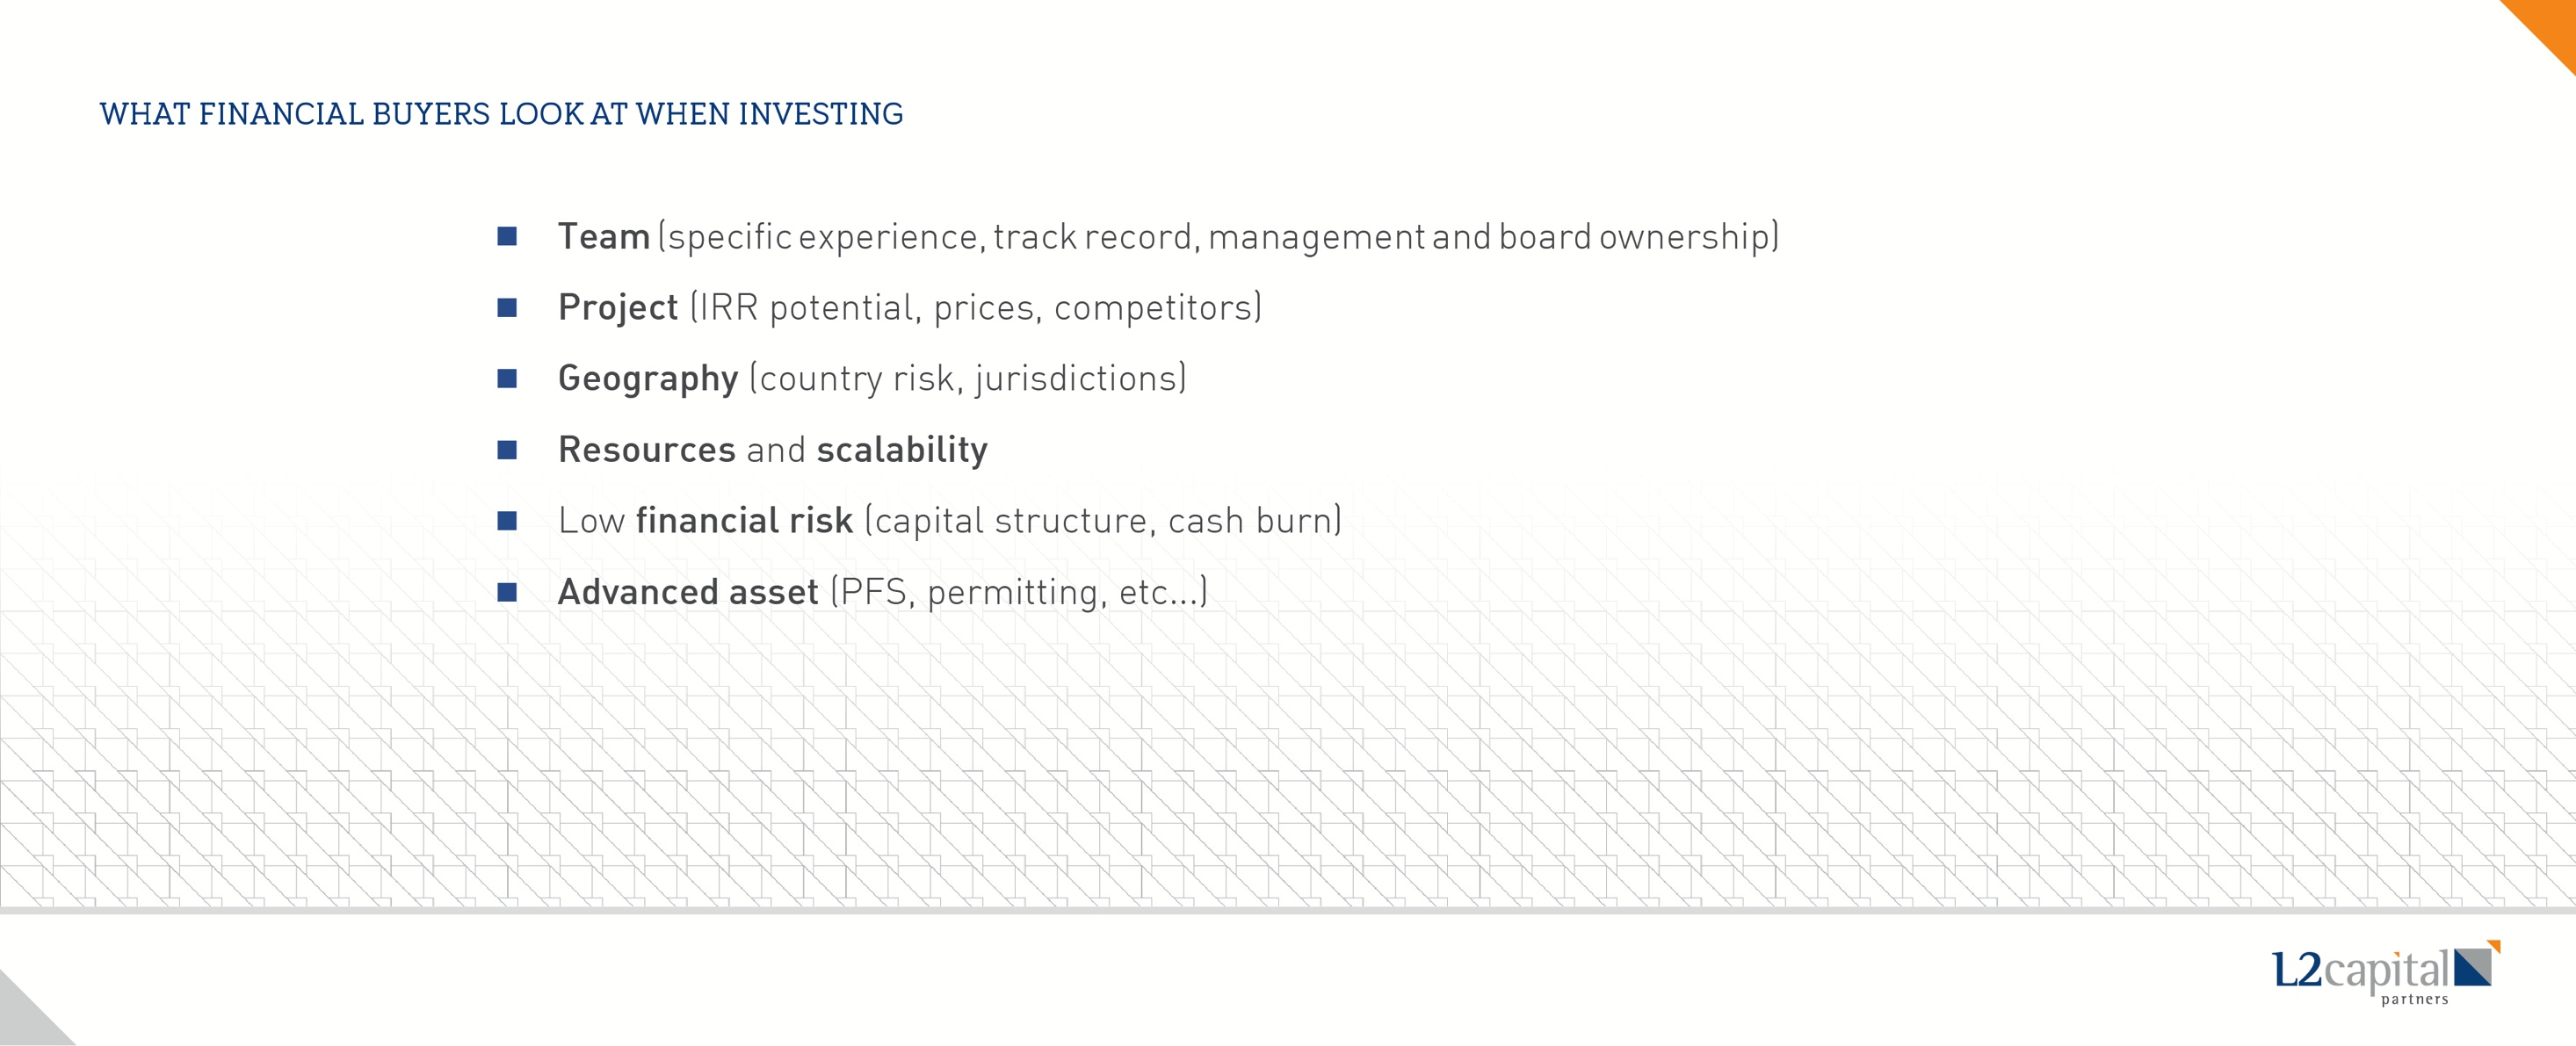 WHAT FINANCIAL BUYERS LOOK AT WHEN INVESTING
■ Team (specific experience, track record, management and board ownership)
■ Project (IRR potential, prices, competitors)
■ Geography (country risk, jurisdictions)
■ Resources and scalability
■ Low financial risk (capital structure, cash burn)
■ Advanced asset (PFS, permitting, etc...)
L2capital
partners